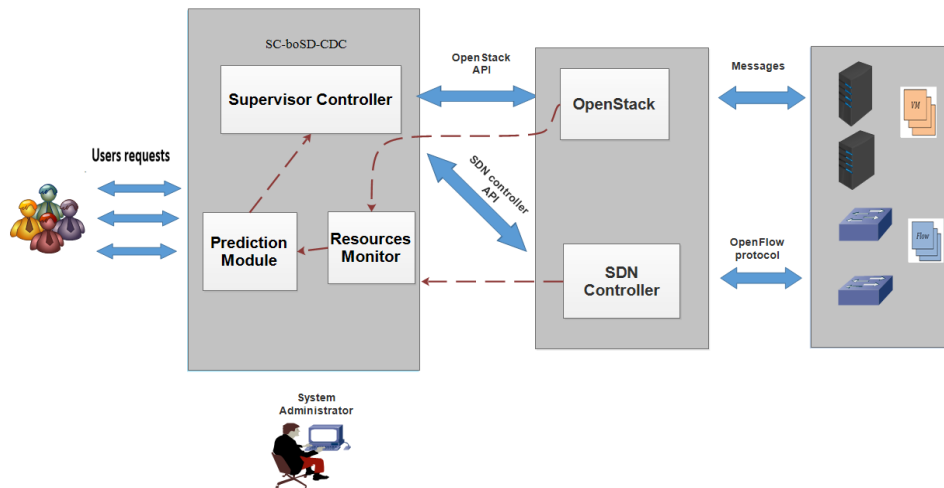 SC-boSD-CDC
Supervisor Controller
Users requests
Prediction
Module
Resources
Monitor
OpenStack
API
SDN controller
API
OpenStack
SDN
Controller
Messages
OpenFlow
protocol
VM
Flow
System
Administrator